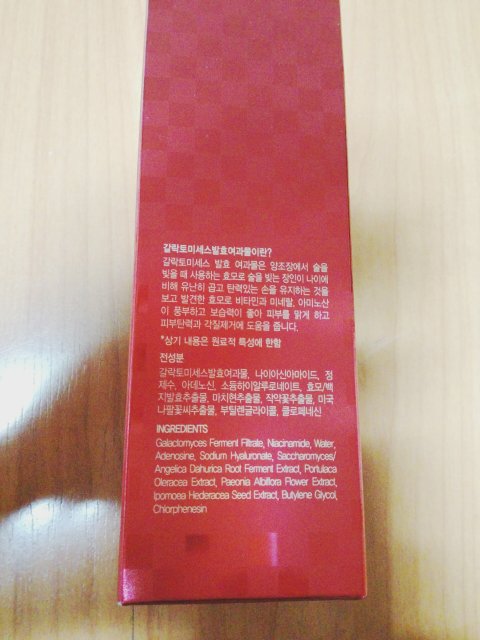 갈락토미세스발효여과물이란?
갈락토미세스 발효 여과물은 양조장에서 술을
빚을 때 사용하는 효모로 술을 빚는 장인이 나이에
비해 유난히 곱고 탄력있는 손을 유지하는 것을
보고 발견한 효모로 비타민과 미네랄, 아미노산
이 풍부하고 보습력이 좋아 피부를 맑게 하고
피부탄력과 각질제거에 도움을 줍니다.
*상기 내용은 원료적 특성에 한함
전성분
갈락토미세스발효여과물, 나이아신아마이드, 정
제수, 아데노신, 소듐하이알루로네이트, 효모/백
지발효추출물, 마치현추출물, 작약꽃추출물, 미국
나팔꽃씨추출물, 부틸렌글라이콜, 클로페네신
INGREDIENTS
Galactomyces Ferment Filtrate, Niacinamide, Water,
Adenosine, Sodium Hyaluronate, Saccharomyces/
Angelica Dahurica Root Ferment Extract, Portulaca
Oleracea Extract, Paeonia Albiflora Flower Extract,
Ipomoea Hederacea Seed Extract, Butylene Glycol,
Chlorphenesin